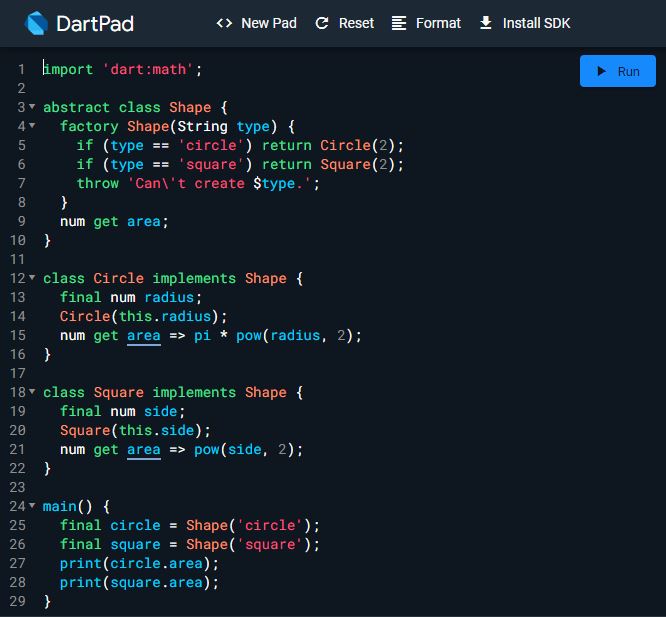 DartPad
<> New Pad
Reset
Format
Install SDK
Run
1 import 'dart:math';
2
3 abstract class Shape {
4   factory Shape(String type) {
5     if (type == 'circle') return Circle(2);
6     if (type == 'square') return Square(2);
7     throw 'Can\'t create $type.';
8   }
9   num get area;
10 }
11
12 class Circle implements Shape {
13   final num radius;
14   Circle(this.radius);
15   num get area => pi * pow(radius, 2);
16 }
17
18 class Square implements Shape {
19   final num side;
20   Square(this.side);
21   num get area => pow(side, 2);
22 }
23
24 main() {
25   final circle = Shape('circle');
26   final square = Shape('square');
27   print(circle.area);
28   print(square.area);
29 }